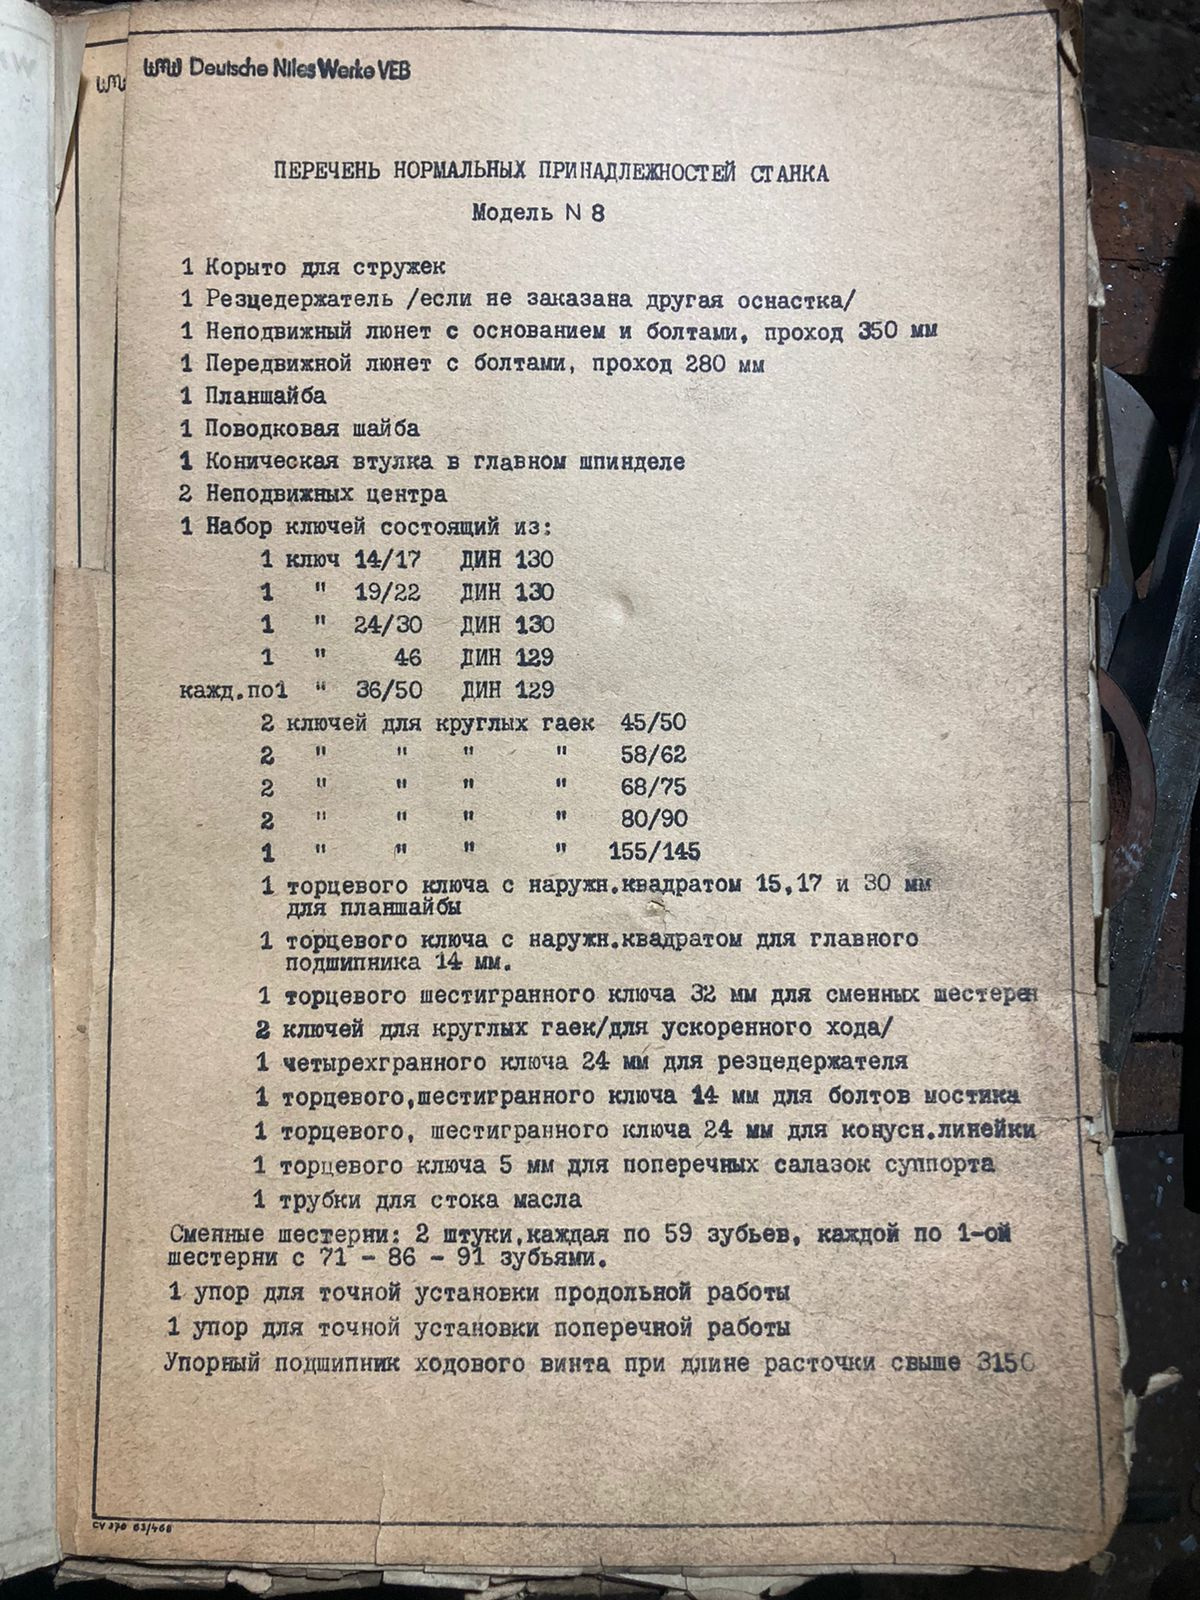 WMW Deutsche Niles Werke VEB
ПЕРЕЧЕНЬ НОРМАЛЬНЫХ ПРИНАДЛЕЖНОСТЕЙ СТАНКА
Модель N 8
1 Корыто для стружек
1 Резцедержатель /если не заказана другая оснастка/
1 Неподвижный люнет с основанием и болтами, проход 350 мм
1 Передвижной люнет с болтами, проход 280 мм
1 Планшайба
1 Поводковая шайба
1 Коническая втулка в главном шпинделе
2 Неподвижных центра
1 Набор ключей состоящий из:
1 ключ 14/17 ДИН 130
1 " 19/22 ДИН 130
1 " 24/30 ДИН 130
1 " 46 ДИН 129
кажд.по1 " 36/50 ДИН 129
2 ключей для круглых гаек 45/50
2 " " " " 58/62
2 " " " " 68/75
2 " " " " 80/90
1 " " " " 155/145
1 торцевого ключа с наружн.квадратом 15,17 и 30 мм
для планшайбы
1 торцевого ключа с наружн.квадратом для главного
подшипника 14 мм.
1 торцевого шестигранного ключа 32 мм для сменных шестерен
2 ключей для круглых гаек/для ускоренного хода/
1 четырехгранного ключа 24 мм для резцедержателя
1 торцевого,шестигранного ключа 14 мм для болтов мостика
1 торцевого, шестигранного ключа 24 мм для конусн.линейки
1 торцевого ключа 5 мм для поперечных салазок суппорта
1 трубки для стока масла
Сменные шестерни: 2 штуки,каждая по 59 зубьев, каждой по 1-ой
шестерни с 71 - 86 - 91 зубьями.
1 упор для точной установки продольной работы
1 упор для точной установки поперечной работы
Упорный подшипник ходового винта при длине расточки свыше 3150
CV 370 63/468